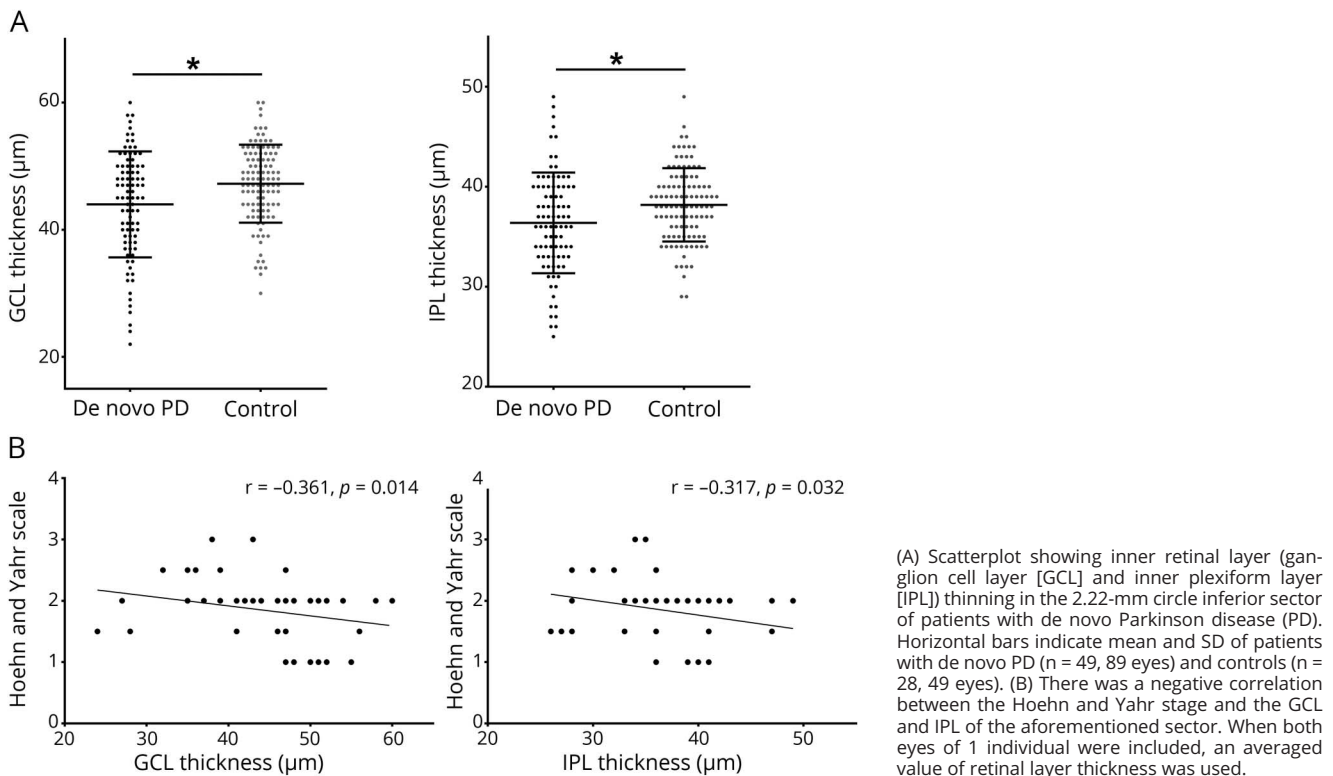 A
*
*
GCL thickness (µm)
60
40
20
De novo PD
Control
IPL thickness (µm)
50
40
30
20
De novo PD
Control
B
Hoehn and Yahr scale
4
3
2
1
0
r = –0.361, p = 0.014
20
30
40
50
60
GCL thickness (µm)
Hoehn and Yahr scale
4
3
2
1
0
r = –0.317, p = 0.032
20
30
40
50
IPL thickness (µm)
(A) Scatterplot showing inner retinal layer (gan-
glion cell layer [GCL] and inner plexiform layer
[IPL]) thinning in the 2.22-mm circle inferior sector
of patients with de novo Parkinson disease (PD).
Horizontal bars indicate mean and SD of patients
with de novo PD (n = 49, 89 eyes) and controls (n =
28, 49 eyes). (B) There was a negative correlation
between the Hoehn and Yahr stage and the GCL
and IPL of the aforementioned sector. When both
eyes of 1 individual were included, an averaged
value of retinal layer thickness was used.